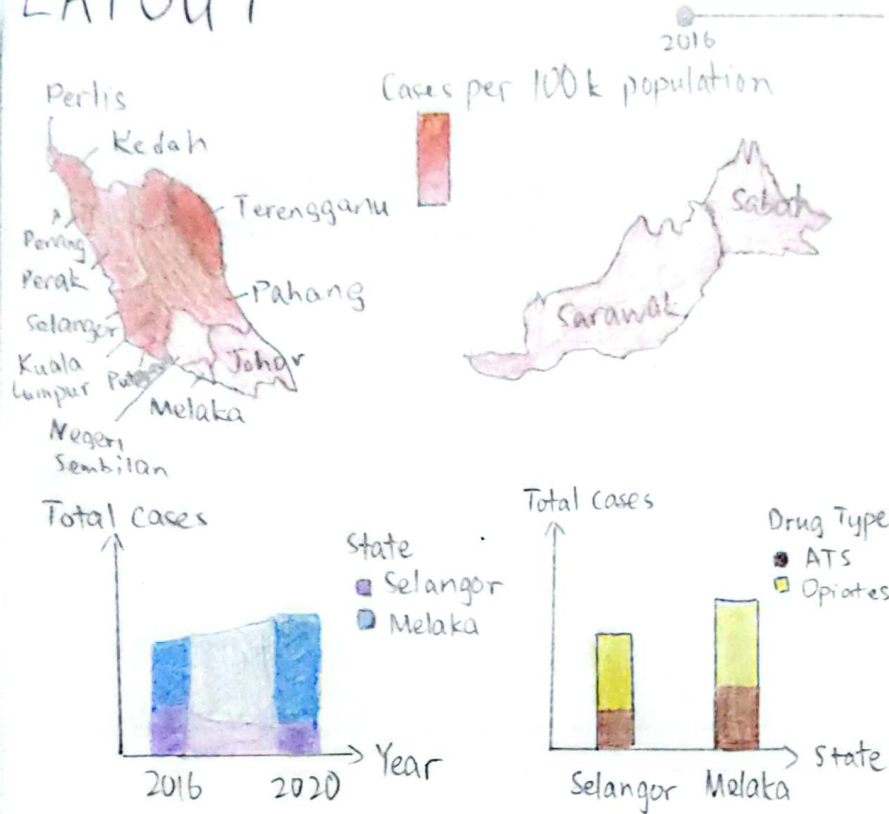 LAYOUT
2016
Cases per 100k population
Perlis
Kedah
Terengganu
Penang
Perak
Pahang
Selangor
Kuala
Lumpur
Johor
Melaka
Negeri
Sembilan
Sabah
Sarawak
Total cases
State
Selangor
Melaka
2016
2020
Year
Total cases
Drug Type
ATS
Opiates
Selangor
Melaka
State